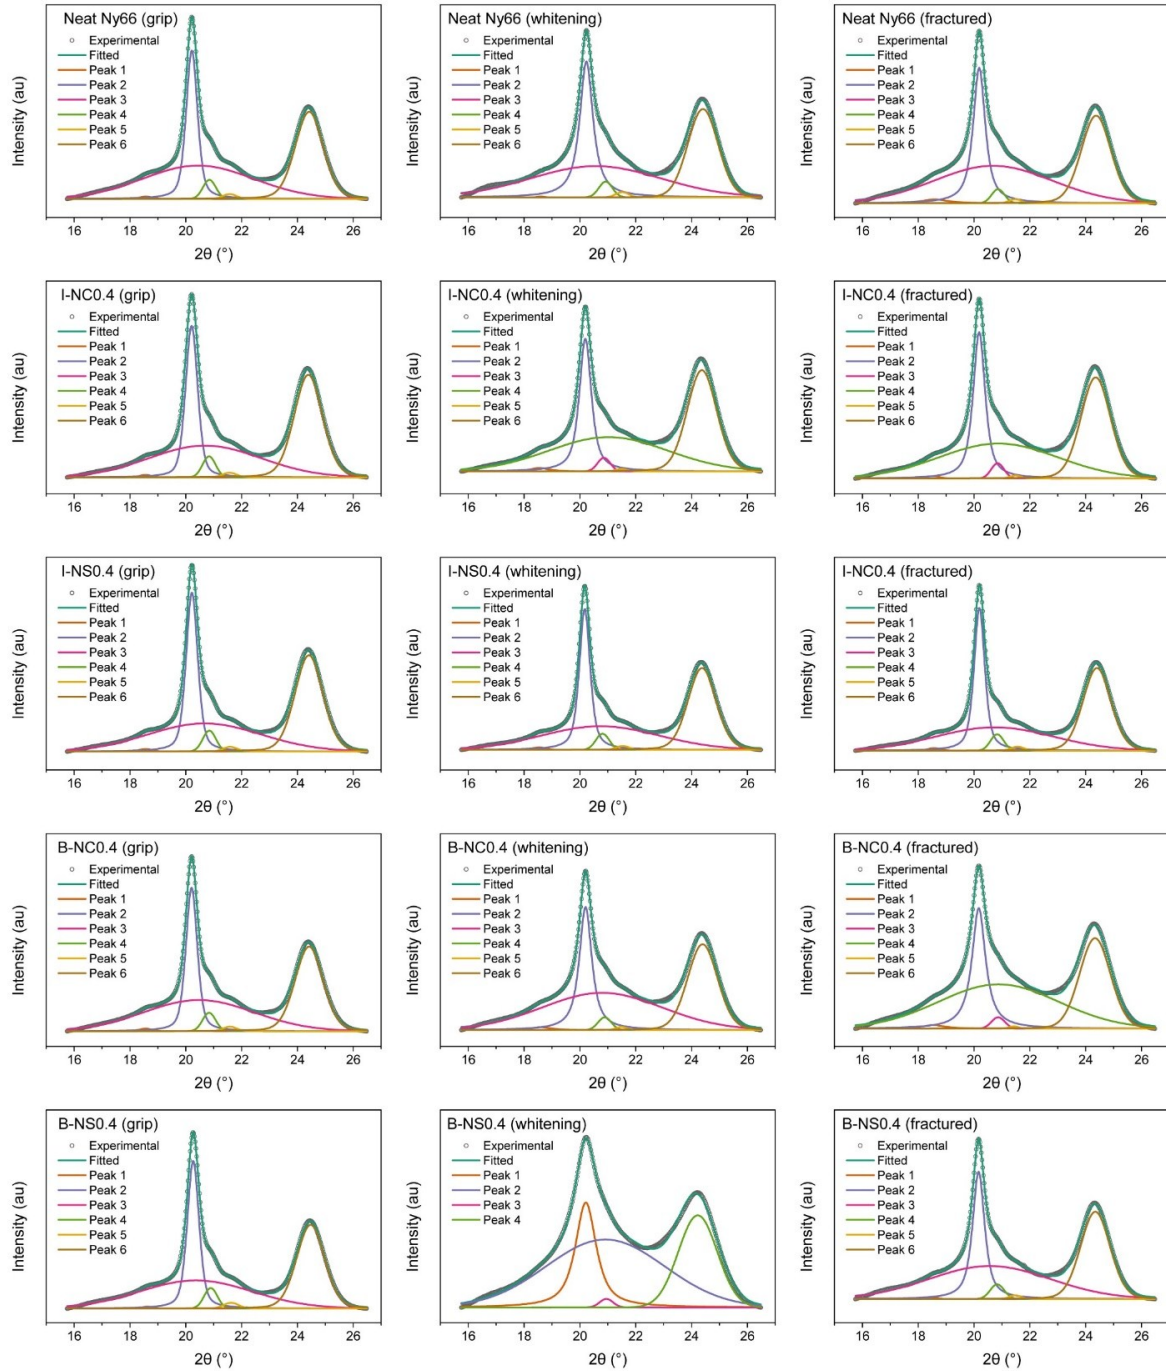 Neat Ny66 (grip)
Experimental
Fitted
Peak 1
Peak 2
Peak 3
Peak 4
Peak 5
Peak 6
Intensity (au)
16 18 20 22 24 26
2θ (°)
Neat Ny66 (whitening)
Experimental
Fitted
Peak 1
Peak 2
Peak 3
Peak 4
Peak 5
Peak 6
Intensity (au)
16 18 20 22 24 26
2θ (°)
Neat Ny66 (fractured)
Experimental
Fitted
Peak 1
Peak 2
Peak 3
Peak 4
Peak 5
Peak 6
Intensity (au)
16 18 20 22 24 26
2θ (°)
I-NC0.4 (grip)
Experimental
Fitted
Peak 1
Peak 2
Peak 3
Peak 4
Peak 5
Peak 6
Intensity (au)
16 18 20 22 24 26
2θ (°)
I-NC0.4 (whitening)
Experimental
Fitted
Peak 1
Peak 2
Peak 3
Peak 4
Peak 5
Peak 6
Intensity (au)
16 18 20 22 24 26
2θ (°)
I-NC0.4 (fractured)
Experimental
Fitted
Peak 1
Peak 2
Peak 3
Peak 4
Peak 5
Peak 6
Intensity (au)
16 18 20 22 24 26
2θ (°)
I-NS0.4 (grip)
Experimental
Fitted
Peak 1
Peak 2
Peak 3
Peak 4
Peak 5
Peak 6
Intensity (au)
16 18 20 22 24 26
2θ (°)
I-NS0.4 (whitening)
Experimental
Fitted
Peak 1
Peak 2
Peak 3
Peak 4
Peak 5
Peak 6
Intensity (au)
16 18 20 22 24 26
2θ (°)
I-NC0.4 (fractured)
Experimental
Fitted
Peak 1
Peak 2
Peak 3
Peak 4
Peak 5
Peak 6
Intensity (au)
16 18 20 22 24 26
2θ (°)
B-NC0.4 (grip)
Experimental
Fitted
Peak 1
Peak 2
Peak 3
Peak 4
Peak 5
Peak 6
Intensity (au)
16 18 20 22 24 26
2θ (°)
B-NC0.4 (whitening)
Experimental
Fitted
Peak 1
Peak 2
Peak 3
Peak 4
Peak 5
Peak 6
Intensity (au)
16 18 20 22 24 26
2θ (°)
B-NC0.4 (fractured)
Experimental
Fitted
Peak 1
Peak 2
Peak 3
Peak 4
Peak 5
Peak 6
Intensity (au)
16 18 20 22 24 26
2θ (°)
B-NS0.4 (grip)
Experimental
Fitted
Peak 1
Peak 2
Peak 3
Peak 4
Peak 5
Peak 6
Intensity (au)
16 18 20 22 24 26
2θ (°)
B-NS0.4 (whitening)
Experimental
Fitted
Peak 1
Peak 2
Peak 3
Peak 4
Intensity (au)
16 18 20 22 24 26
2θ (°)
B-NS0.4 (fractured)
Experimental
Fitted
Peak 1
Peak 2
Peak 3
Peak 4
Peak 5
Peak 6
Intensity (au)
16 18 20 22 24 26
2θ (°)